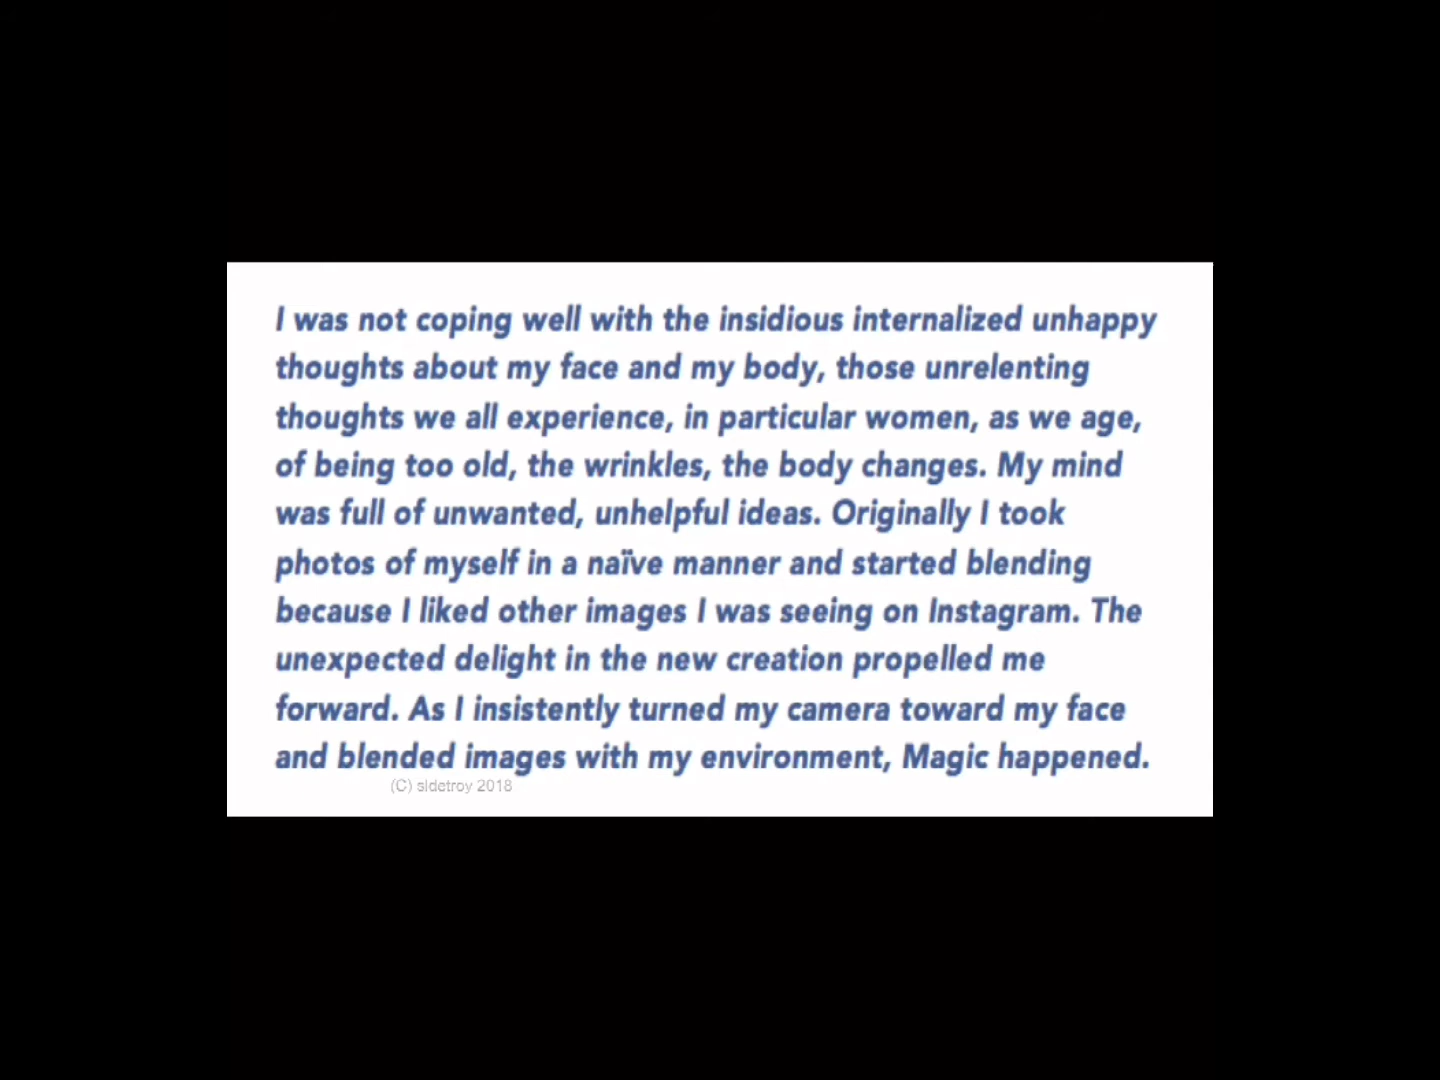 I was not coping well with the insidious internalized unhappy
thoughts about my face and my body, those unrelenting
thoughts we all experience, in particular women, as we age,
of being too old, the wrinkles, the body changes. My mind
was full of unwanted, unhelpful ideas. Originally I took
photos of myself in a naïve manner and started blending
because I liked other images I was seeing on Instagram. The
unexpected delight in the new creation propelled me
forward. As I insistently turned my camera toward my face
and blended images with my environment, Magic happened.
(C) sldetroy 2018